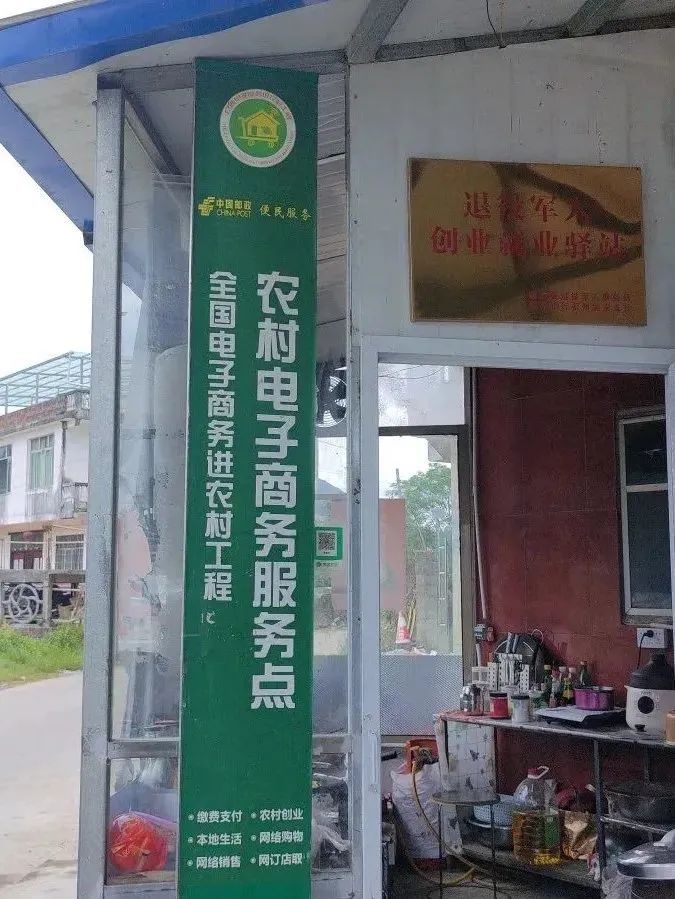 中国邮政
CHINA POST
便民服务
农村电子商务服务点
全国电子商务进农村工程
• 缴费支付 • 农村创业
• 本地生活 • 网络购物
• 网络销售 • 网订店取
退役军人
创业就业驿站